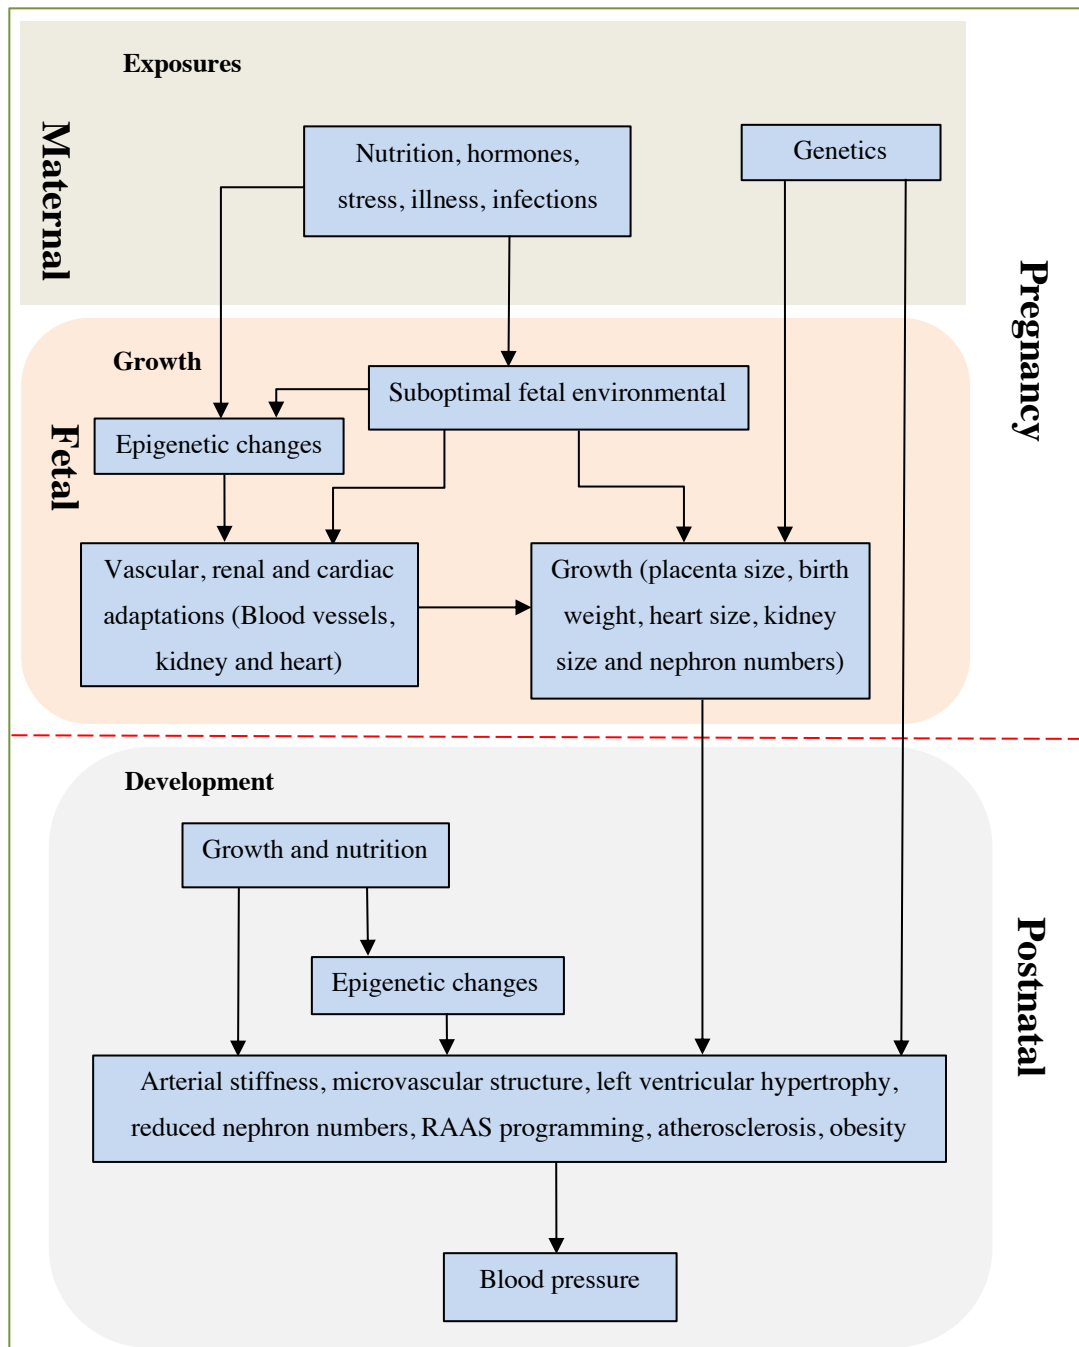 Exposures
Maternal
Nutrition, hormones,
stress, illness, infections
Genetics
Pregnancy
Growth
Fetal
Suboptimal fetal environmental
Epigenetic changes
Vascular, renal and cardiac
adaptations (Blood vessels,
kidney and heart)
Growth (placenta size, birth
weight, heart size, kidney
size and nephron numbers)
Development
Postnatal
Growth and nutrition
Epigenetic changes
Arterial stiffness, microvascular structure, left ventricular hypertrophy,
reduced nephron numbers, RAAS programming, atherosclerosis, obesity
Blood pressure